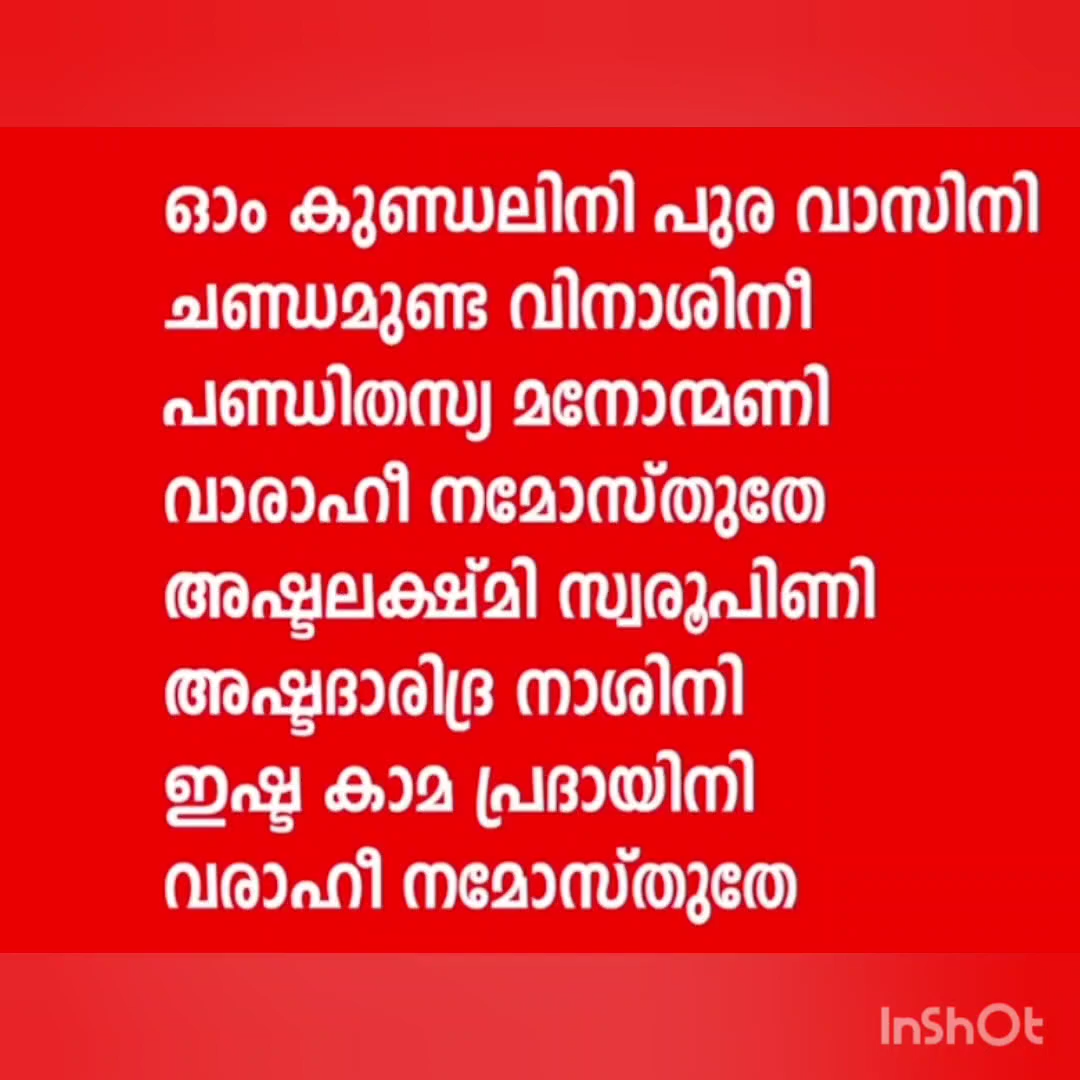 ഓം കുണ്ഡലിനി പുര വാസിനി
ചണ്ഡമുണ്ട വിനാശിനീ
പണ്ഡിതസ്യ മനോന്മണി
വാരാഹീ നമോസ്തുതേ
അഷ്ടലക്ഷ്മി സ്വരൂപിണി
അഷ്ടദാരിദ്ര നാശിനി
ഇഷ്ട കാമ പ്രദായിനി
വരാഹീ നമോസ്തുതേ
InShOt